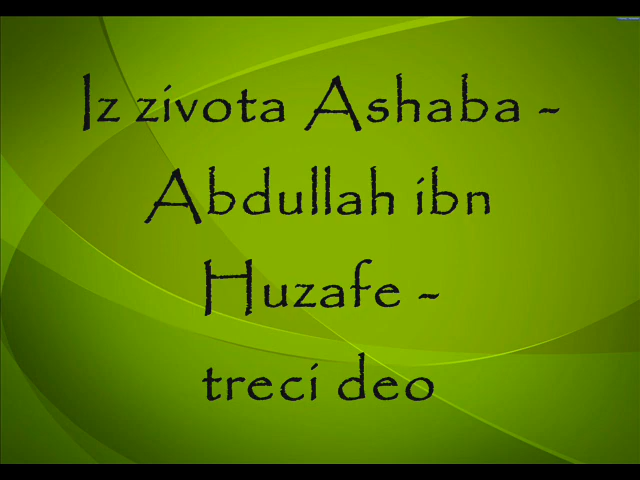 Iz zivota Ashaba -
Abdullah ibn
Huzafe -
treci deo